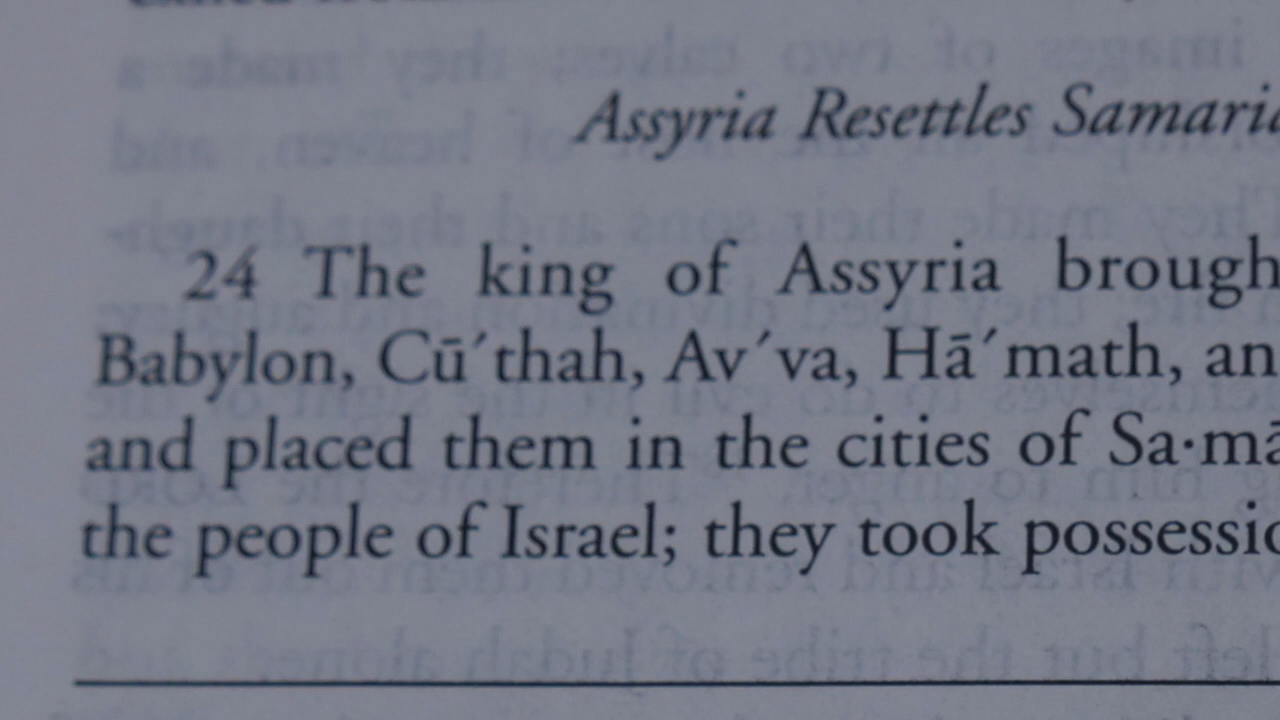 Assyria Resettles Samaria
24 The king of Assyria brough
Babylon, Cū′thah, Av′va, Hā′math, an
and placed them in the cities of Sa·mā
the people of Israel; they took possessio